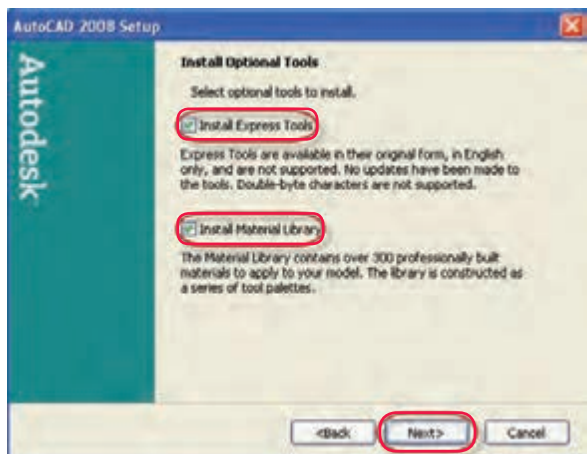 AutoCAD 2008 Setup
Autodesk
Install Optional Tools
Select optional tools to install.
Install Express Tools
Express Tools are available in their original form, in English
only, and are not supported. No updates have been made to
the tools. Double-byte characters are not supported.
Install Material Library
The Material Library contains over 300 professionally built
materials to apply to your model. The library is constructed as
a series of tool palettes.
<Back
Next>
Cancel